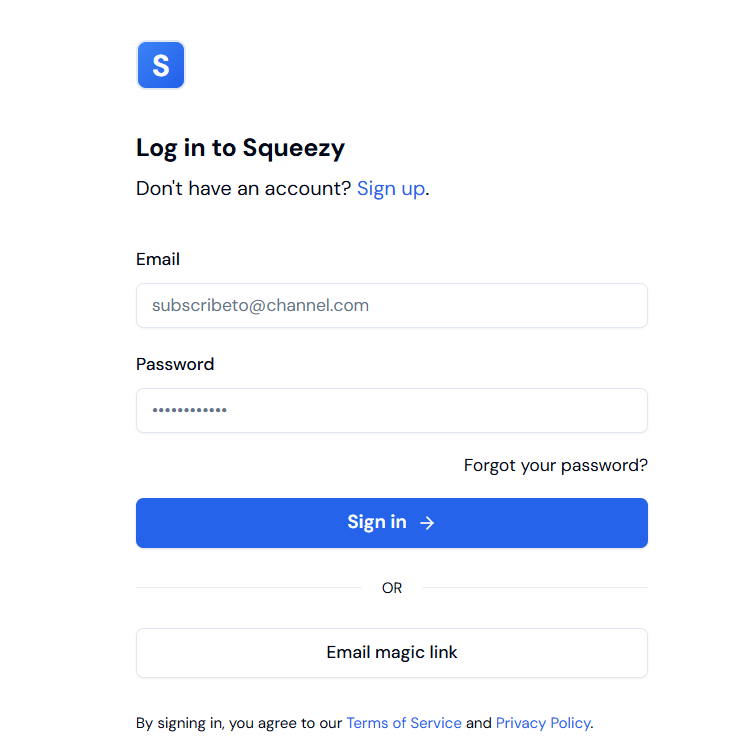 S
Log in to Squeezy
Don't have an account? Sign up.
Email
subscribeto@channel.com
Password
••••••••••••
Forgot your password?
Sign in →
OR
Email magic link
By signing in, you agree to our Terms of Service and Privacy Policy.